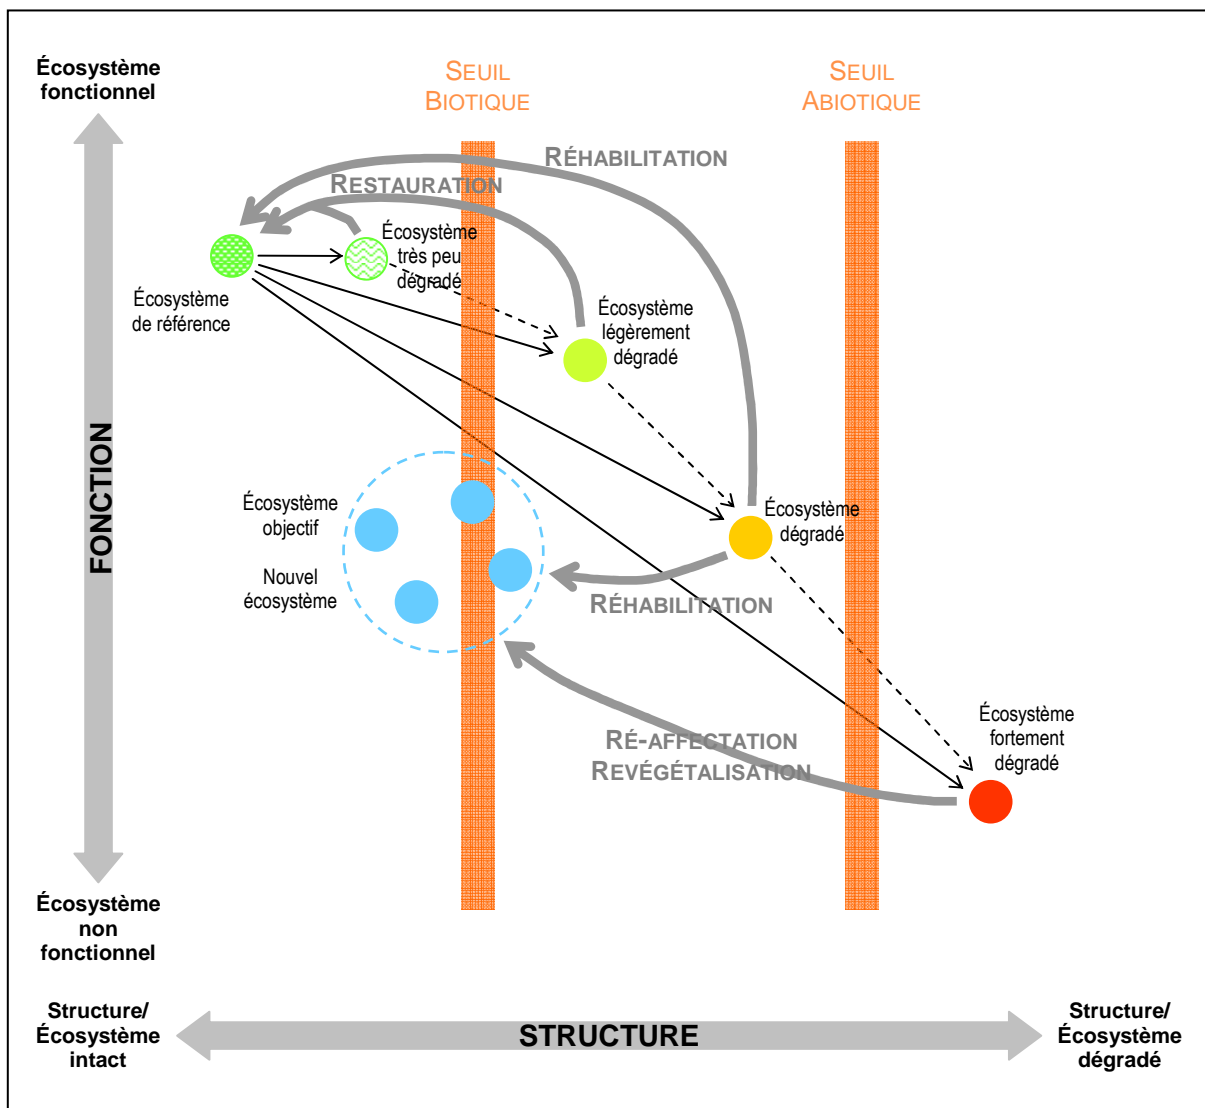 Écosystème
fonctionnel
SEUIL
BIOTIQUE
SEUIL
ABIOTIQUE
RÉHABILITATION
RESTAURATION
Écosystème
très peu
dégradé
Écosystème
de référence
Écosystème
légèrement
dégradé
FONCTION
Écosystème
objectif
Nouvel
écosystème
Écosystème
dégradé
RÉHABILITATION
Écosystème
fortement
dégradé
RÉ-AFFECTATION
REVÉGÉTALISATION
Écosystème
non
fonctionnel
Structure/
Écosystème
intact
STRUCTURE
Structure/
Écosystème
dégradé